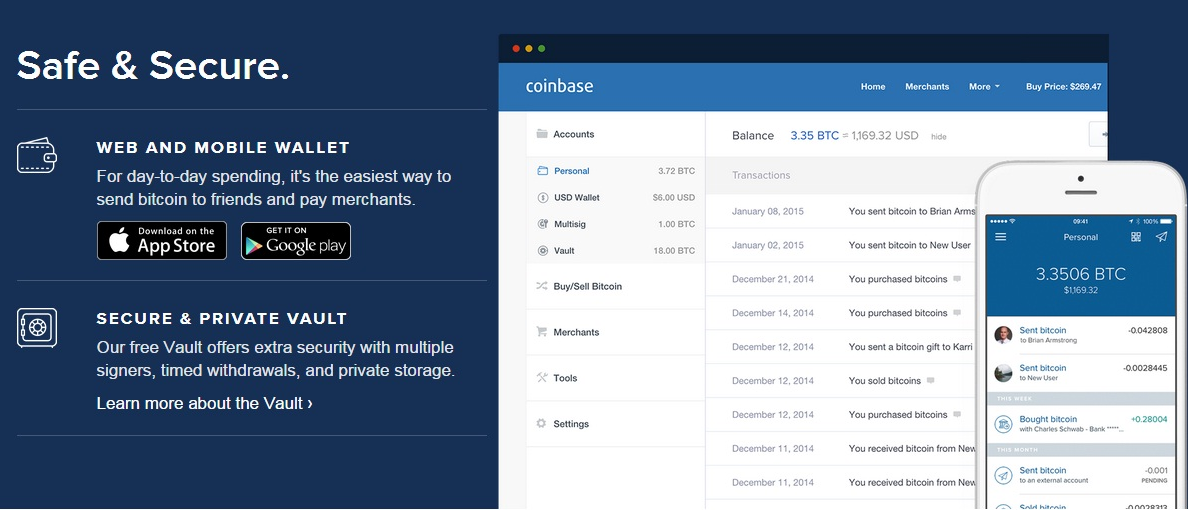 Safe & Secure.
WEB AND MOBILE WALLET
For day-to-day spending, it's the easiest way to
send bitcoin to friends and pay merchants.
Download on the
App Store
GET IT ON
Google play
SECURE & PRIVATE VAULT
Our free Vault offers extra security with multiple
signers, timed withdrawals, and private storage.
Learn more about the Vault ›
coinbase
Home Merchants More Buy Price: $269.47
Accounts
Personal 3.72 BTC
USD Wallet $6.00 USD
Multisig 1.00 BTC
Vault 18.00 BTC
Buy/Sell Bitcoin
Merchants
Tools
Settings
Balance 3.35 BTC = 1,169.32 USD hide
Transactions
January 08, 2015 You sent bitcoin to Brian Arms
January 02, 2015 You sent bitcoin to New User
December 21, 2014 You purchased bitcoins
December 14, 2014 You purchased bitcoins
December 12, 2014 You sent a bitcoin gift to Karri
December 12, 2014 You sold bitcoins
December 12, 2014 You purchased bitcoins
December 11, 2014 You received bitcoin from New
December 11, 2014 You received bitcoin from New
09:41 100%
Personal
3.3506 BTC
$1,169.32
Sent bitcoin -0.042808
to Brian Armstrong
Sent bitcoin -0.0028445
to New User
THIS WEEK
Bought bitcoin +0.28004
with Charles Schwab - Bank *****...
THIS MONTH
Sent bitcoin -0.001
to an external account PENDING
Sold bitcoin -0.0028313